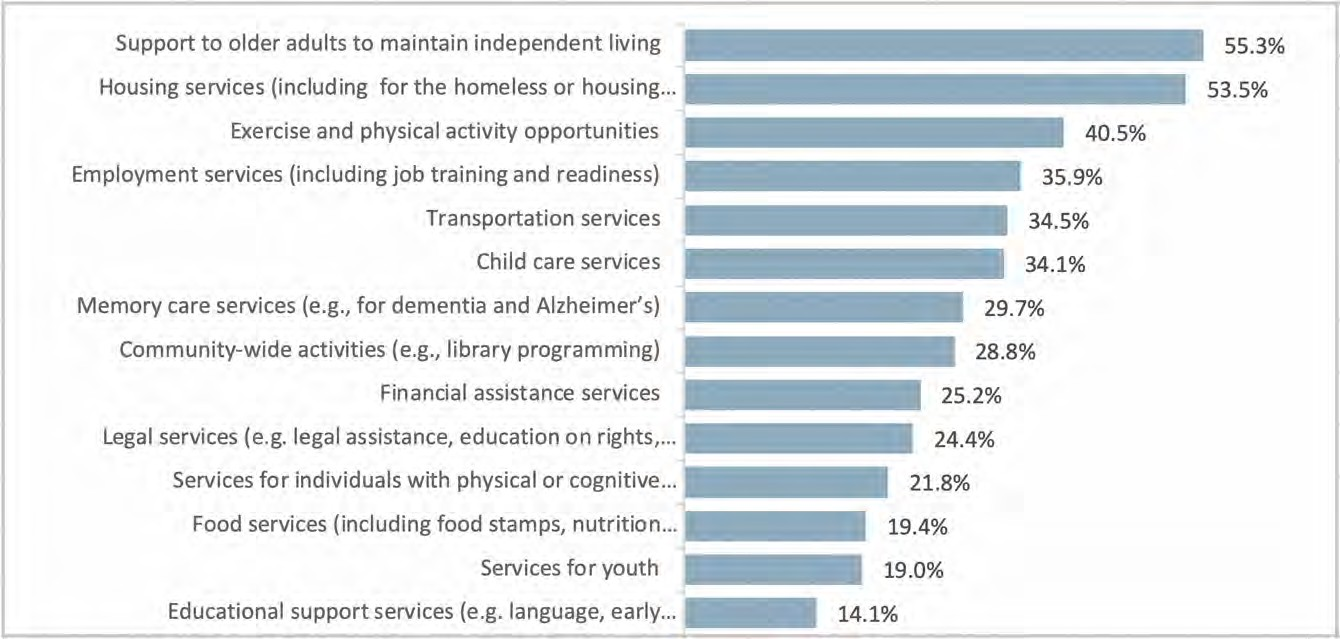 Support to older adults to maintain independent living 55.3%
Housing services (including for the homeless or housing... 53.5%
Exercise and physical activity opportunities 40.5%
Employment services (including job training and readiness) 35.9%
Transportation services 34.5%
Child care services 34.1%
Memory care services (e.g., for dementia and Alzheimer’s) 29.7%
Community-wide activities (e.g., library programming) 28.8%
Financial assistance services 25.2%
Legal services (e.g. legal assistance, education on rights,... 24.4%
Services for individuals with physical or cognitive... 21.8%
Food services (including food stamps, nutrition... 19.4%
Services for youth 19.0%
Educational support services (e.g. language, early... 14.1%